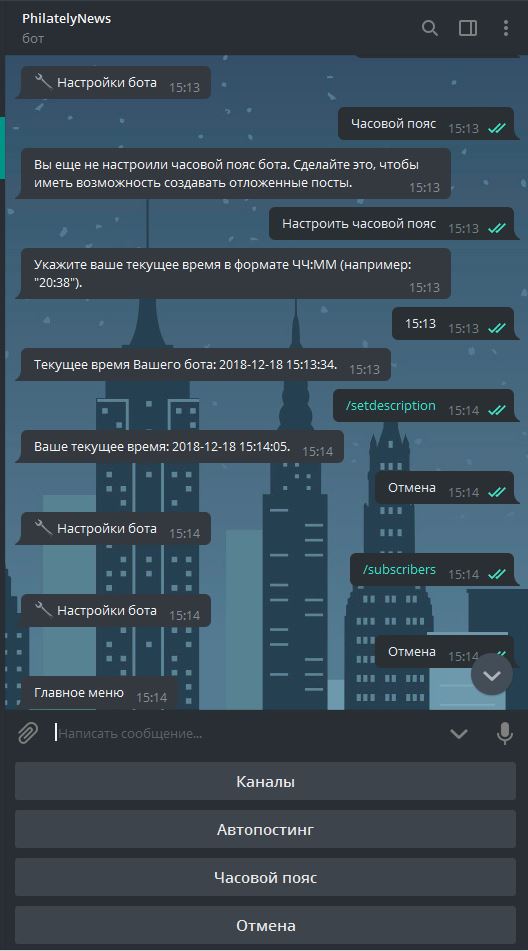 PhilatelyNews
бот
Настройки бота 15:13
Часовой пояс 15:13
Вы еще не настроили часовой пояс бота. Сделайте это, чтобы
иметь возможность создавать отложенные посты. 15:13
Настроить часовой пояс 15:13
Укажите ваше текущее время в формате ЧЧ:ММ (например:
"20:38"). 15:13
15:13 15:13
Текущее время Вашего бота: 2018-12-18 15:13:34. 15:13
/setdescription 15:14
Ваше текущее время: 2018-12-18 15:14:05. 15:14
Отмена 15:14
Настройки бота 15:14
/subscribers 15:14
Настройки бота 15:14
Отмена 15:14
Главное меню 15:14
Написать сообщение...
Каналы
Автопостинг
Часовой пояс
Отмена